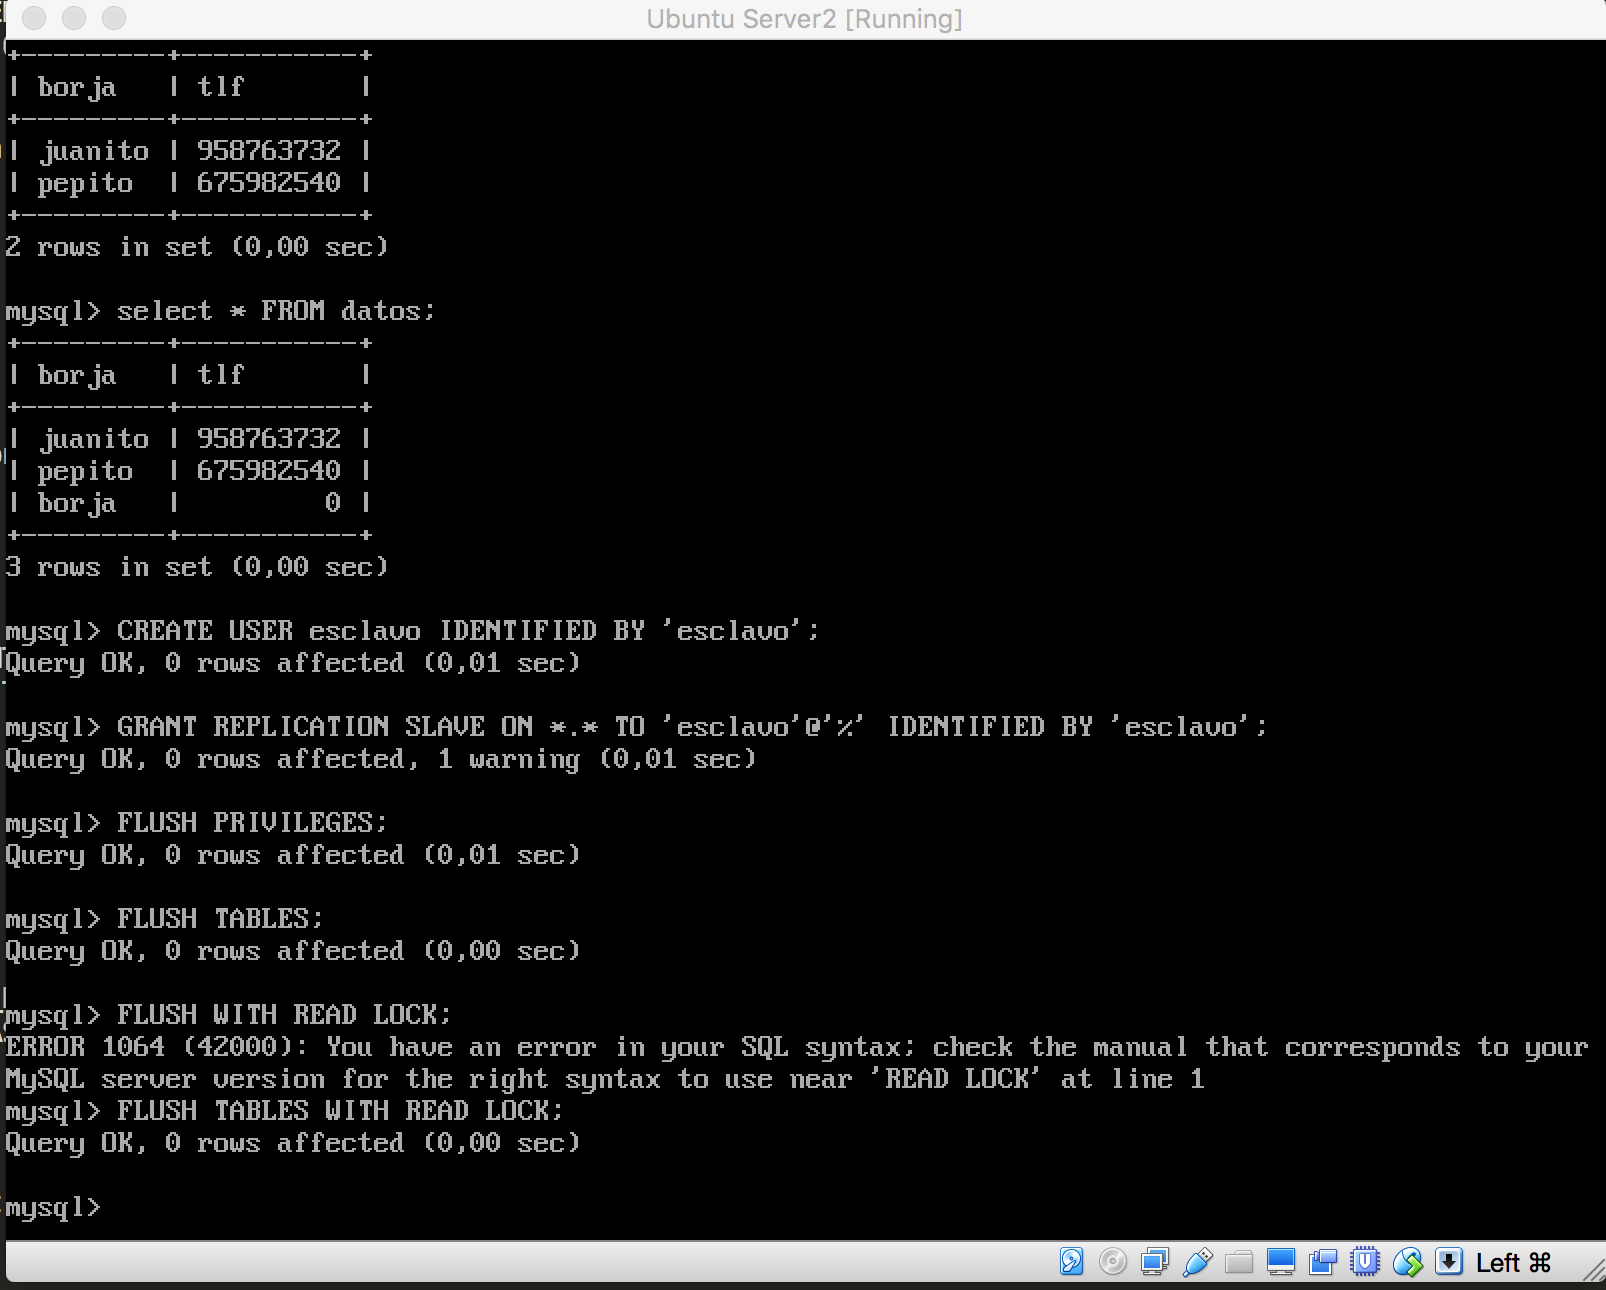 Ubuntu Server2 [Running]
+---------+-----------+
| borja   | tlf       |
+---------+-----------+
| juanito | 958763732 |
| pepito  | 675982540 |
+---------+-----------+
2 rows in set (0,00 sec)
mysql> select * FROM datos;
+---------+-----------+
| borja   | tlf       |
+---------+-----------+
| juanito | 958763732 |
| pepito  | 675982540 |
| borja   |         0 |
+---------+-----------+
3 rows in set (0,00 sec)
mysql> CREATE USER esclavo IDENTIFIED BY 'esclavo';
Query OK, 0 rows affected (0,01 sec)
mysql> GRANT REPLICATION SLAVE ON *.* TO 'esclavo'@'%' IDENTIFIED BY 'esclavo';
Query OK, 0 rows affected, 1 warning (0,01 sec)
mysql> FLUSH PRIVILEGES;
Query OK, 0 rows affected (0,01 sec)
mysql> FLUSH TABLES;
Query OK, 0 rows affected (0,00 sec)
mysql> FLUSH WITH READ LOCK;
ERROR 1064 (42000): You have an error in your SQL syntax; check the manual that corresponds to your
MySQL server version for the right syntax to use near 'READ LOCK' at line 1
mysql> FLUSH TABLES WITH READ LOCK;
Query OK, 0 rows affected (0,00 sec)
mysql>
Left ⌘